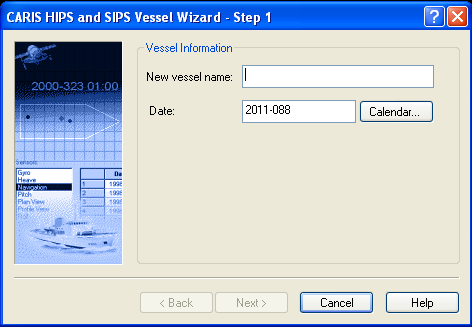 CARIS HIPS and SIPS Vessel Wizard - Step 1
2000-323 01:00
Sensors
Gyro
Heave
Navigation
Pitch
Plan View
Profile View
Roll
Da
1 1998
2 1998
3 1998
4 1998
Vessel Information
New vessel name:
Date: 2011-088 Calendar...
< Back Next > Cancel Help